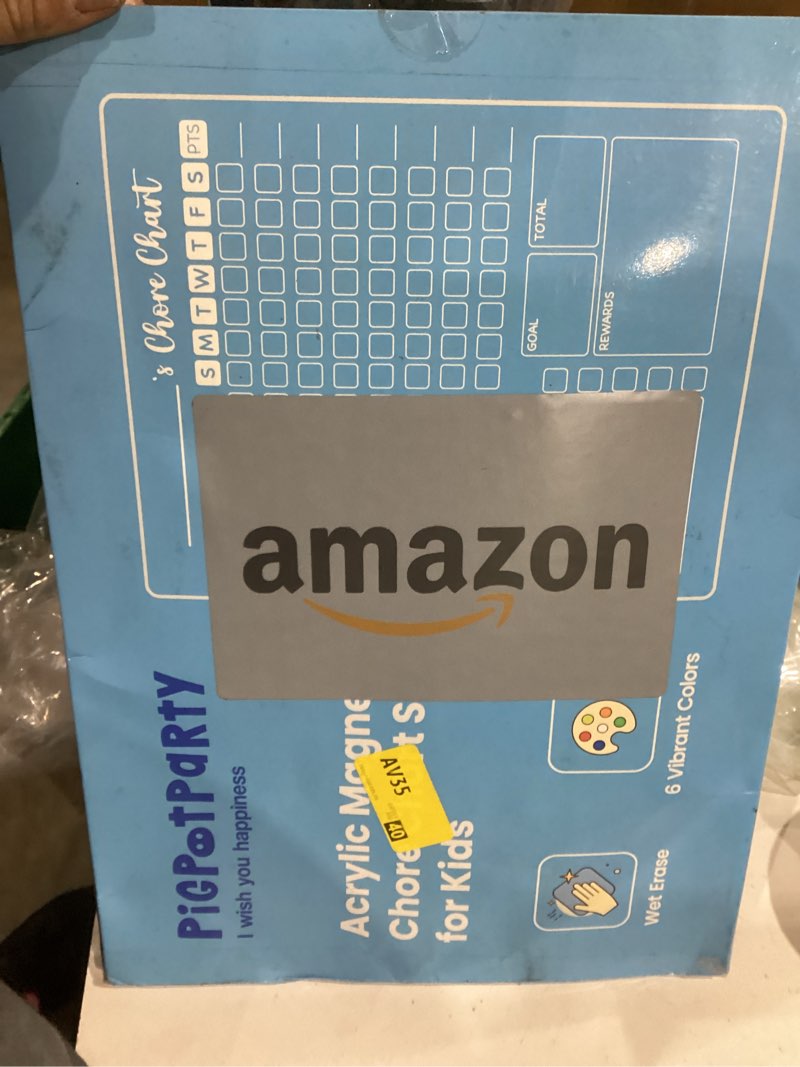 's Chore Chart
S M T W T F S PTS
GOAL
TOTAL
REWARDS
amazon
PiGPotPaRtY
I wish you happiness
Acrylic Magne
Chore t S
for Kids
AV35
40
Wet Erase
6 Vibrant Colors